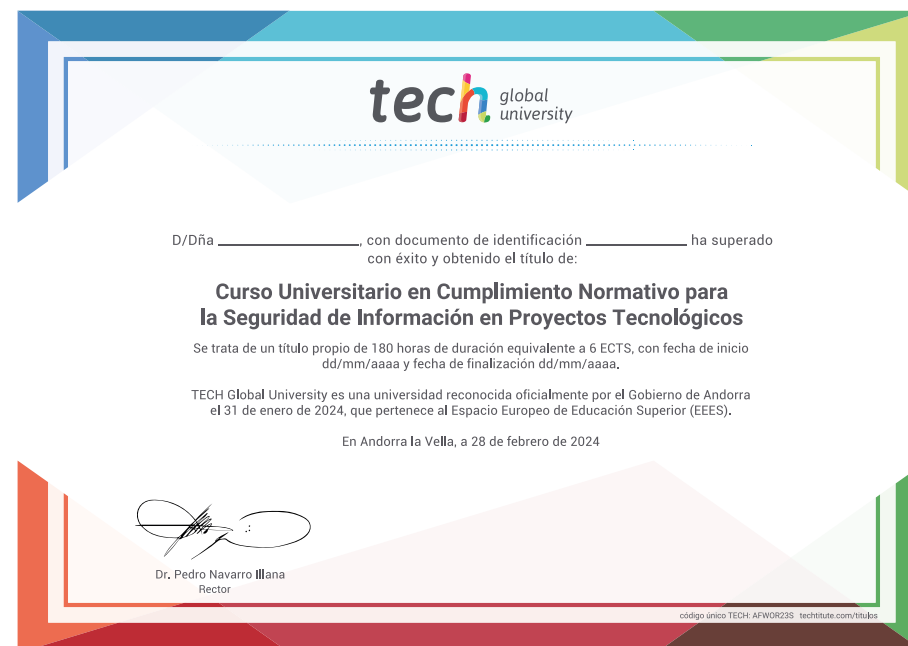 tech global university
D/Dña ____________, con documento de identificación ____________ ha superado
con éxito y obtenido el título de:
Curso Universitario en Cumplimiento Normativo para
la Seguridad de Información en Proyectos Tecnológicos
Se trata de un título propio de 180 horas de duración equivalente a 6 ECTS, con fecha de inicio
dd/mm/aaaa y fecha de finalización dd/mm/aaaa.
TECH Global University es una universidad reconocida oficialmente por el Gobierno de Andorra
el 31 de enero de 2024, que pertenece al Espacio Europeo de Educación Superior (EEES).
En Andorra la Vella, a 28 de febrero de 2024
Dr. Pedro Navarro Illana
Rector
código único TECH: AFWOR23S techtitute.com/titulos